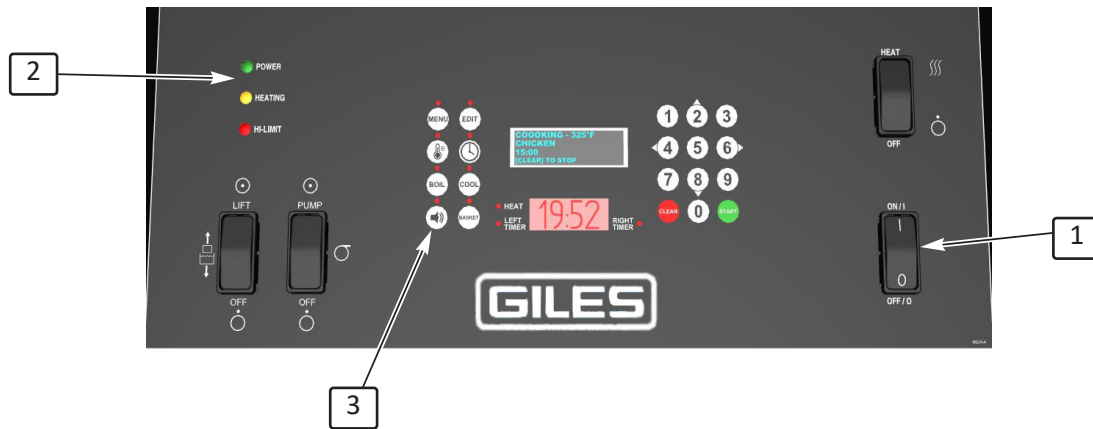 2
POWER
HEATING
HI-LIMIT
LIFT
OFF
PUMP
OFF
MENU
EDIT
BOIL
COOL
BASKET
3
COOOKING - 325°F
CHICKEN
15:00
[CLEAR] TO STOP
HEAT
LEFT
TIMER
19:52
RIGHT
TIMER
GILES
1 2 3
4 5 6
7 8 9
CLEAR 0 START
HEAT
OFF
ON / I
I
O
OFF / O
1